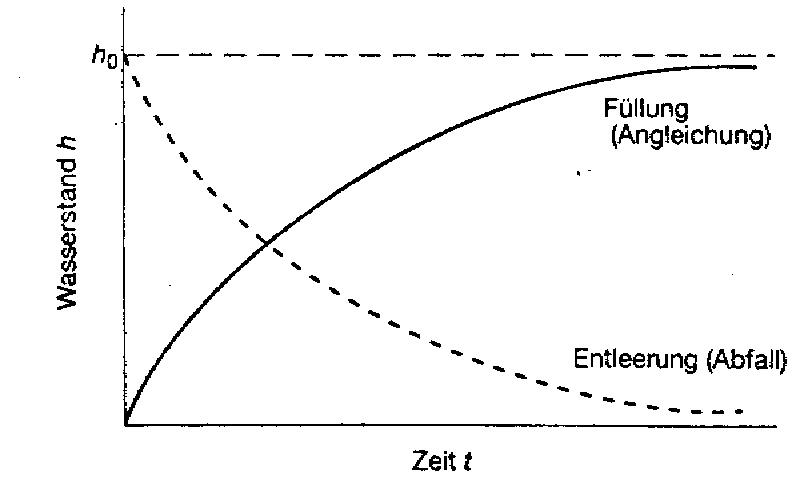 h₀
Füllung
(Angleichung)
Wasserstand h
Entleerung (Abfall)
Zeit t